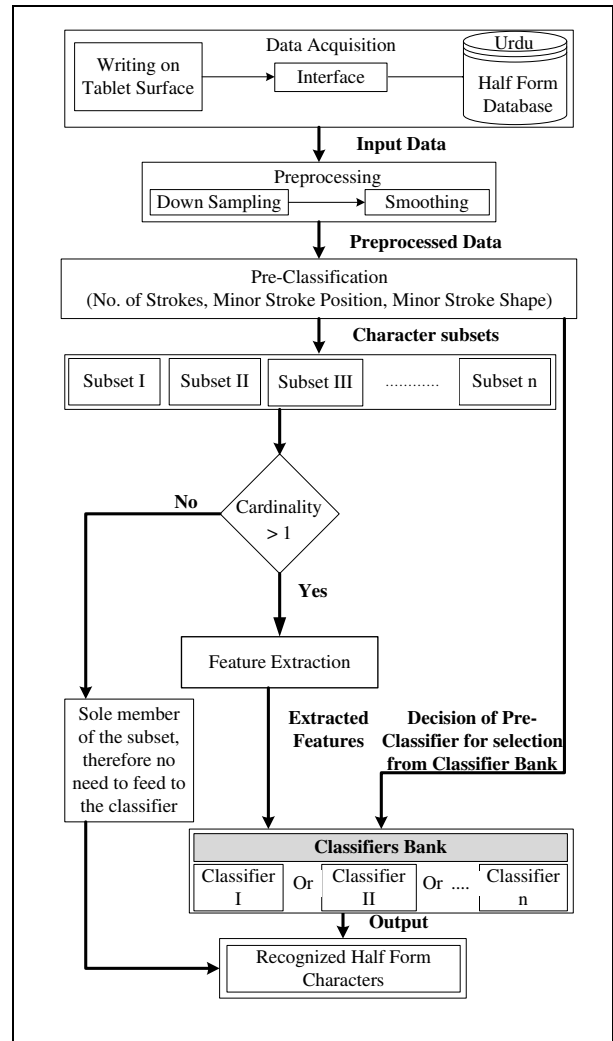 Data Acquisition
Writing on
Tablet Surface
Interface
Urdu
Half Form
Database
Input Data
Preprocessing
Down Sampling
Smoothing
Preprocessed Data
Pre-Classification
(No. of Strokes, Minor Stroke Position, Minor Stroke Shape)
Character subsets
Subset I
Subset II
Subset III
............
Subset n
No
Cardinality
> 1
Yes
Feature Extraction
Sole member
of the subset,
therefore no
need to feed to
the classifier
Extracted
Features
Decision of Pre-
Classifier for selection
from Classifier Bank
Classifiers Bank
Classifier
I
Or
Classifier
II
Or ....
Classifier
n
Output
Recognized Half Form
Characters